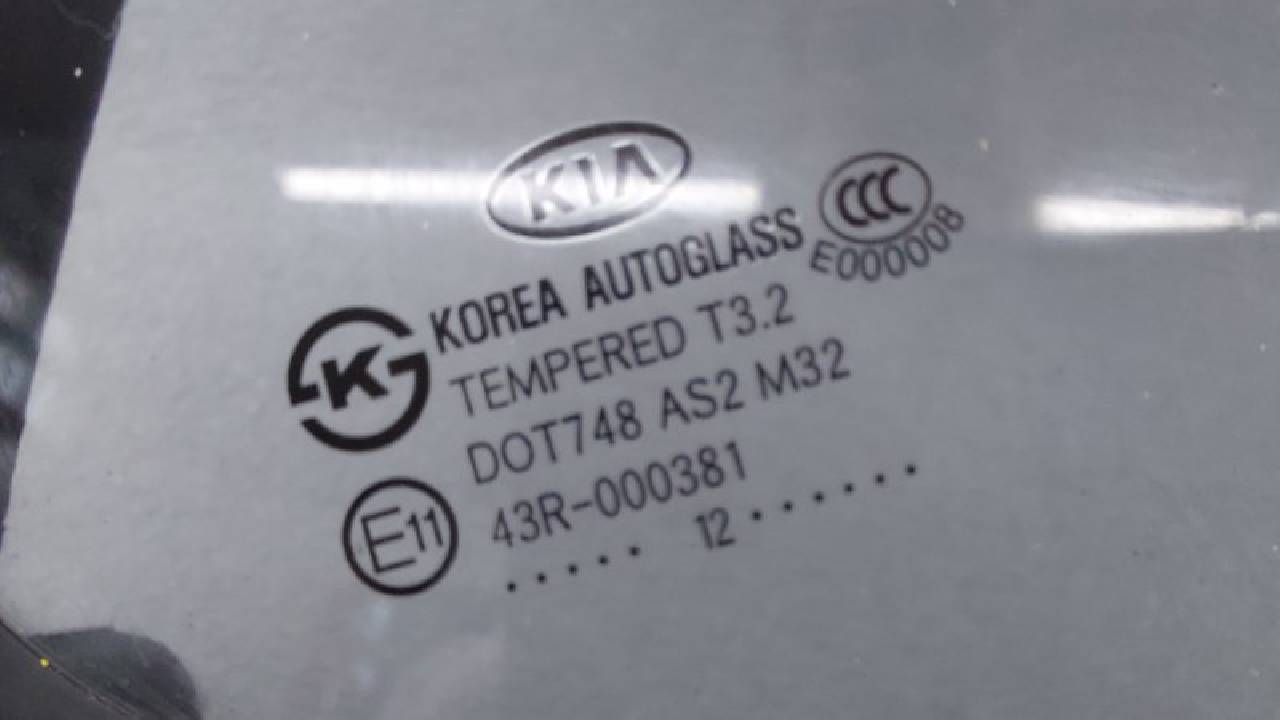 KIA
CCC
E000008
KOREA AUTOGLASS
K
TEMPERED T3.2
DOT748 AS2 M32
E11
43R-000381
..... 12 ......